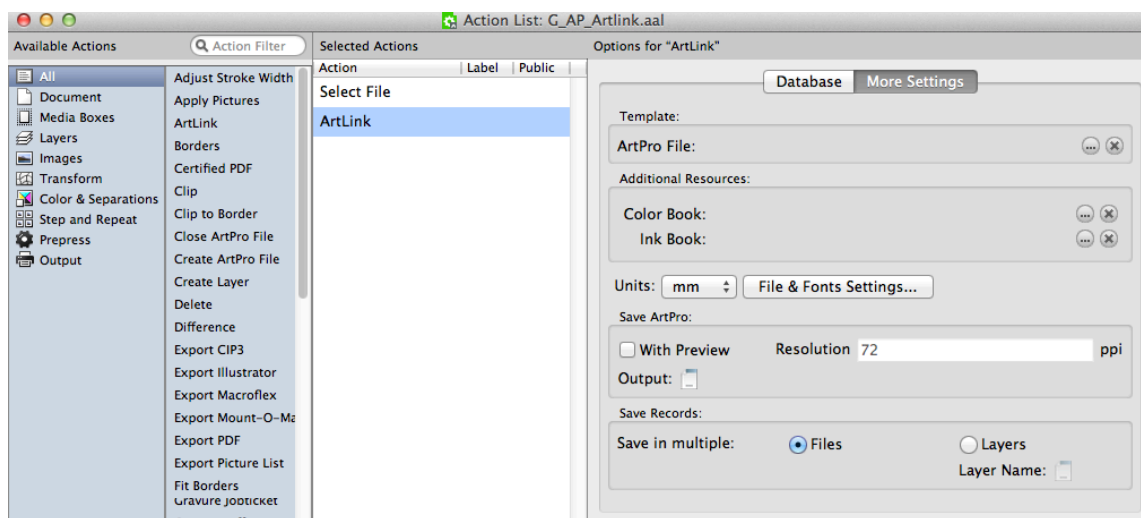 Action List: G_AP_Artlink.aal
Available Actions
Action Filter
All
Document
Media Boxes
Layers
Images
Transform
Color & Separations
Step and Repeat
Prepress
Output
Adjust Stroke Width
Apply Pictures
ArtLink
Borders
Certified PDF
Clip
Clip to Border
Close ArtPro File
Create ArtPro File
Create Layer
Delete
Difference
Export CIP3
Export Illustrator
Export Macroflex
Export Mount-O-Ma
Export PDF
Export Picture List
Fit Borders
Gravure Jobticket
Selected Actions
Action Label Public
Select File
ArtLink
Options for "ArtLink"
Database More Settings
Template:
ArtPro File:
Additional Resources:
Color Book:
Ink Book:
Units: mm File & Fonts Settings...
Save ArtPro:
With Preview Resolution 72 ppi
Output:
Save Records:
Save in multiple: Files Layers
Layer Name: